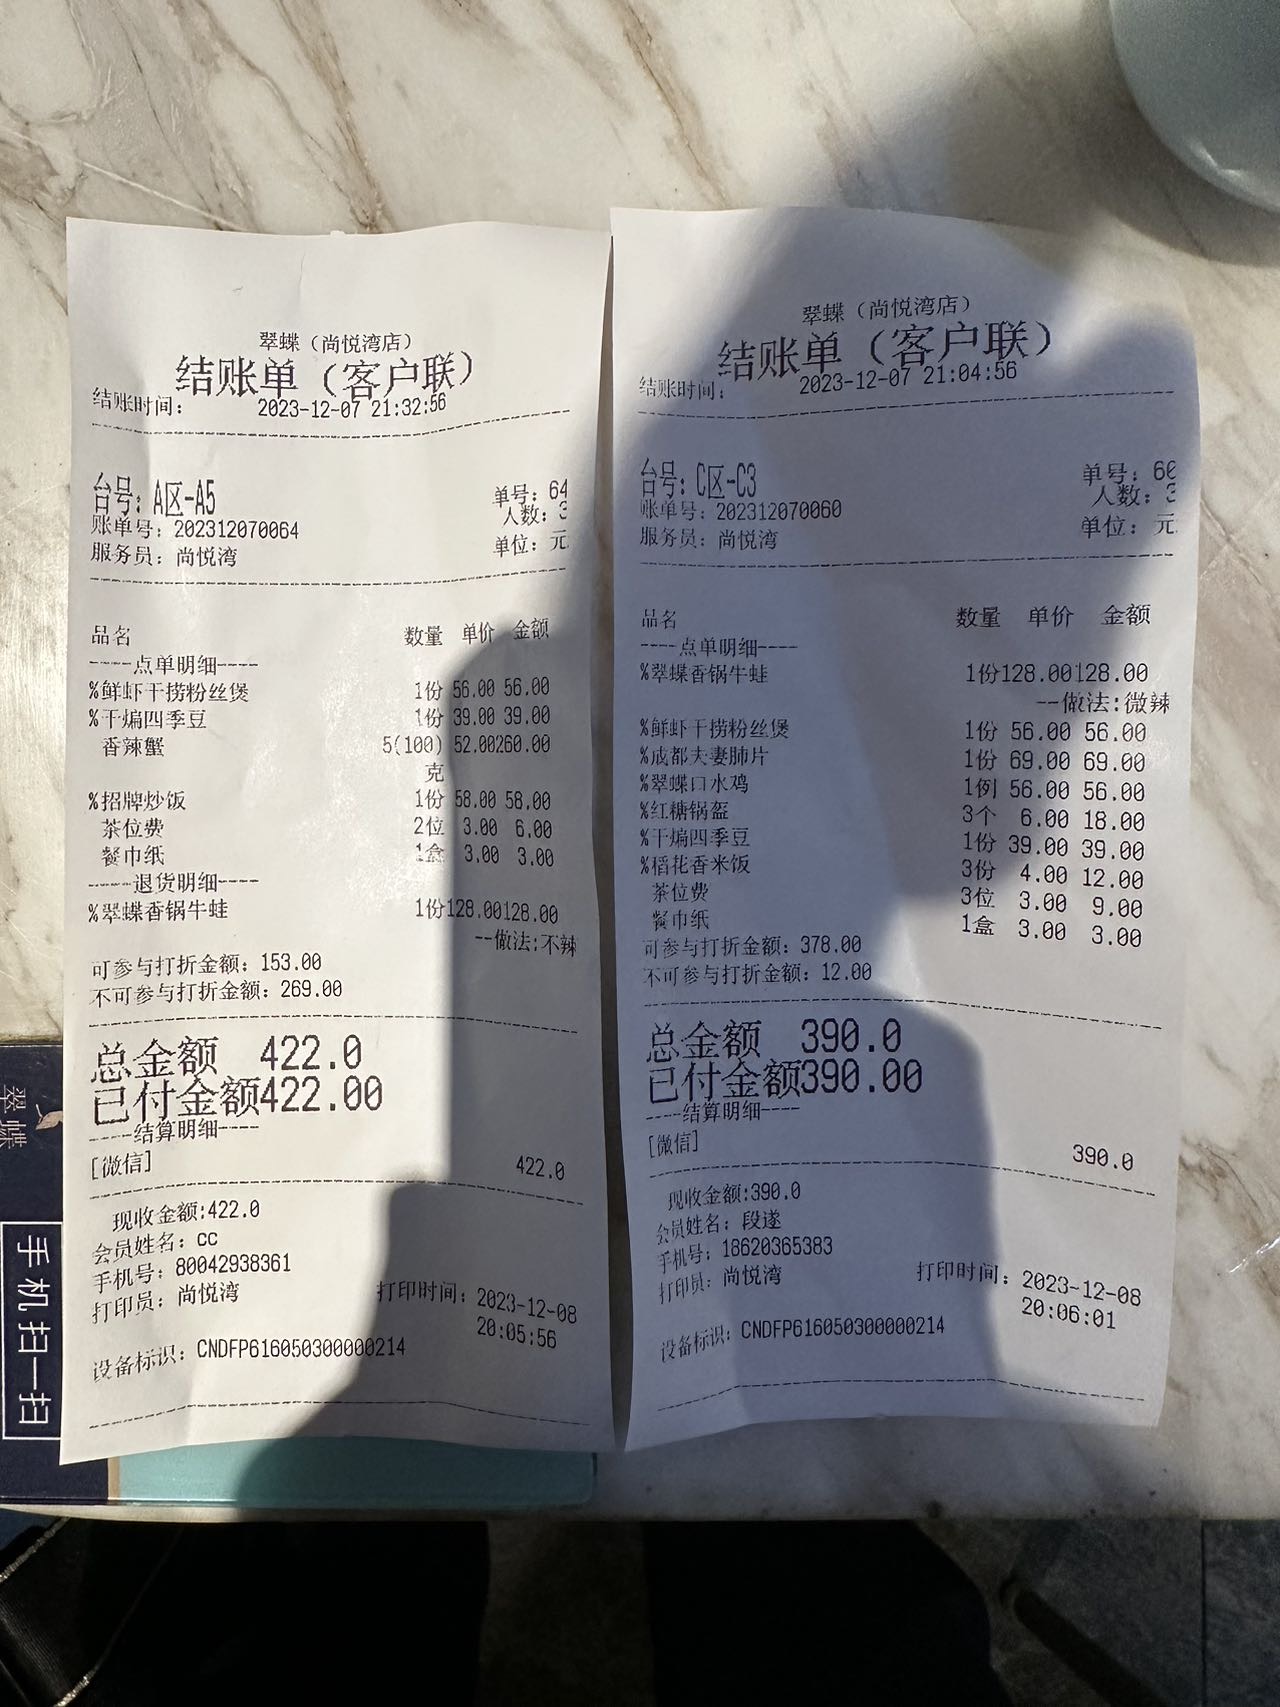 翠蝶（尚悦湾店）
结账单（客户联）
结账时间： 2023-12-07 21:32:56
台号：A区-A5 单号：64
人数：3
账单号：202312070064
服务员：尚悦湾 单位：元
品名 数量 单价 金额
----点单明细----
%鲜虾干捞粉丝煲 1份 56.00 56.00
%干煸四季豆 1份 39.00 39.00
香辣蟹 5(100) 52.00260.00
克
%招牌炒饭 1份 58.00 58.00
茶位费 2位 3.00 6.00
餐巾纸 1盒 3.00 3.00
----退货明细----
%翠蝶香锅牛蛙 1份128.00128.00
--做法:不辣
可参与打折金额：153.00
不可参与打折金额：269.00
总金额 422.0
已付金额422.00
----结算明细----
[微信] 422.0
现收金额:422.0
会员姓名：cc
手机号：80042938361
打印员：尚悦湾 打印时间：2023-12-08
20:05:56
设备标识：CNDFP616050300000214
翠蝶（尚悦湾店）
结账单（客户联）
结账时间： 2023-12-07 21:04:56
台号：C区-C3 单号：60
人数：3
账单号：202312070060
服务员：尚悦湾 单位：元
品名 数量 单价 金额
----点单明细----
%翠蝶香锅牛蛙 1份128.00128.00
--做法:微辣
%鲜虾干捞粉丝煲 1份 56.00 56.00
%成都夫妻肺片 1份 69.00 69.00
%翠蝶口水鸡 1例 56.00 56.00
%红糖锅盔 3个 6.00 18.00
%干煸四季豆 1份 39.00 39.00
%稻花香米饭 3份 4.00 12.00
茶位费 3位 3.00 9.00
餐巾纸 1盒 3.00 3.00
可参与打折金额：378.00
不可参与打折金额：12.00
总金额 390.0
已付金额390.00
----结算明细----
[微信] 390.0
现收金额:390.0
会员姓名：段遂
手机号：18620365383
打印员：尚悦湾 打印时间：2023-12-08
20:06:01
设备标识：CNDFP616050300000214
翠蝶
手机扫一扫